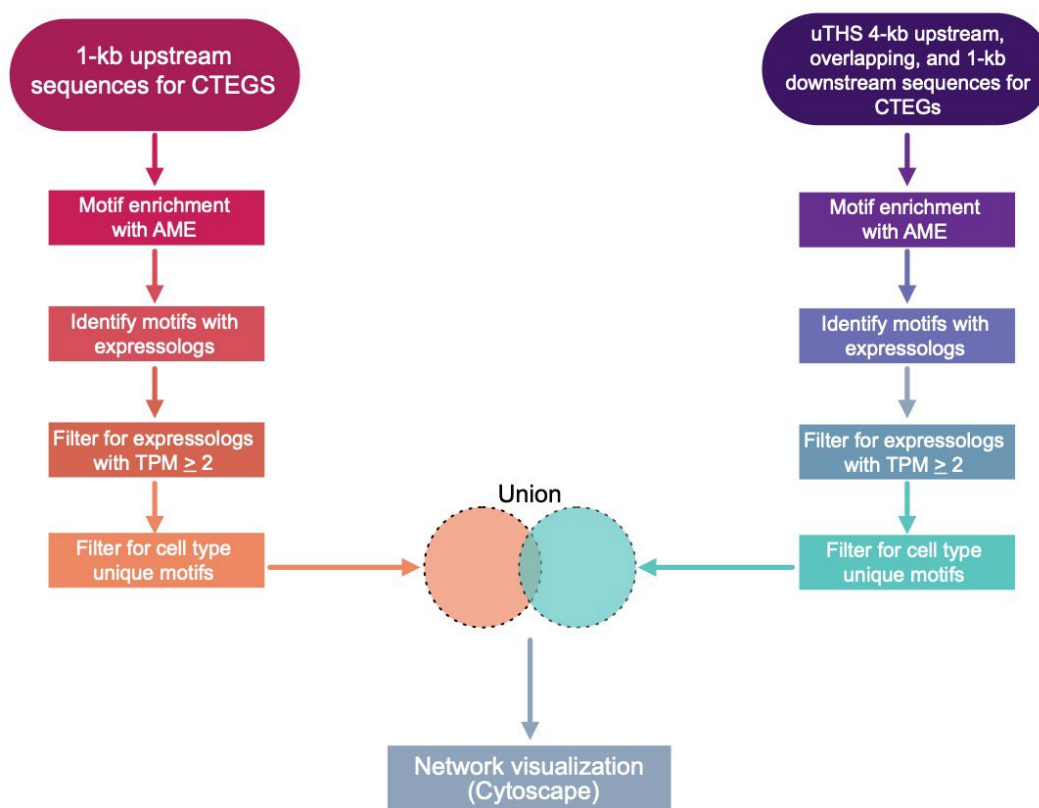 1-kb upstream
sequences for CTEGS
Motif enrichment
with AME
Identify motifs with
expressologs
Filter for expressologs
with TPM ≥ 2
Filter for cell type
unique motifs
uTHS 4-kb upstream,
overlapping, and 1-kb
downstream sequences for
CTEGs
Motif enrichment
with AME
Identify motifs with
expressologs
Filter for expressologs
with TPM ≥ 2
Filter for cell type
unique motifs
Union
Network visualization
(Cytoscape)